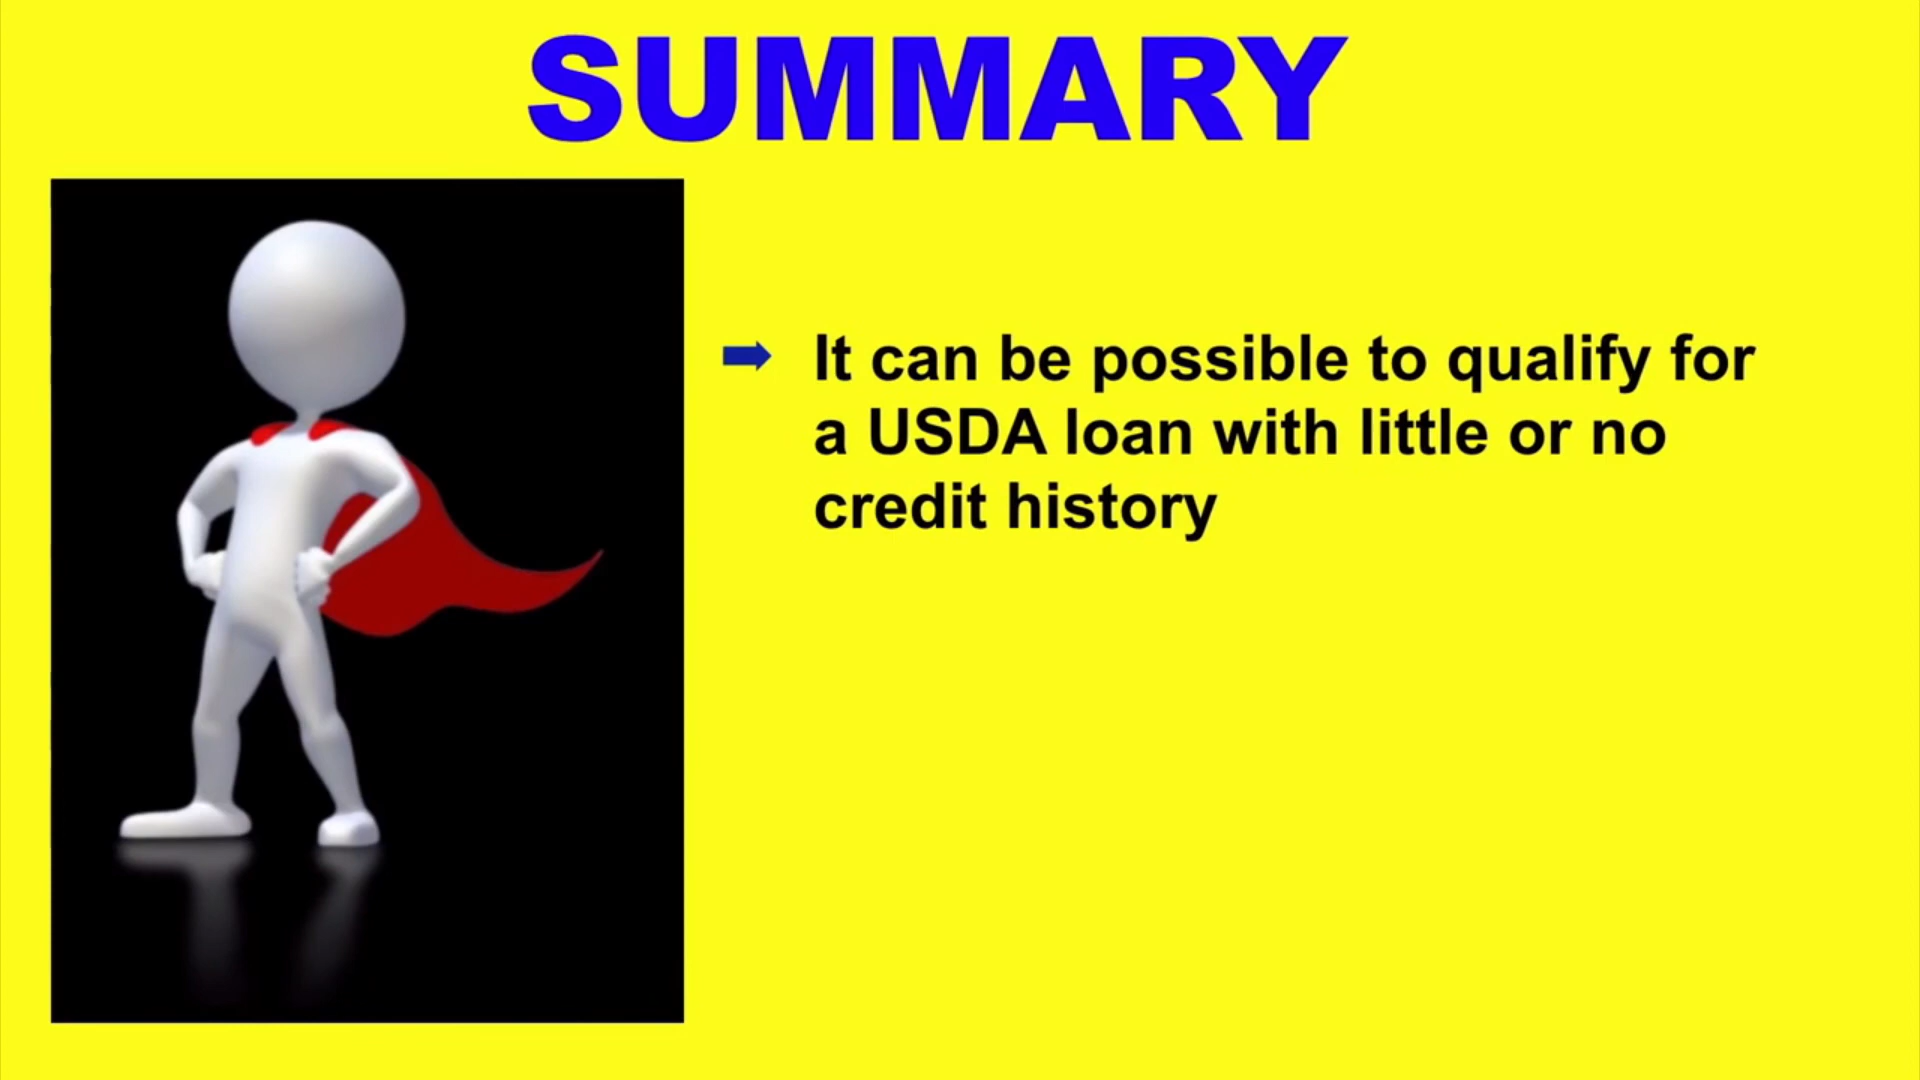 SUMMARY
It can be possible to qualify for
a USDA loan with little or no
credit history